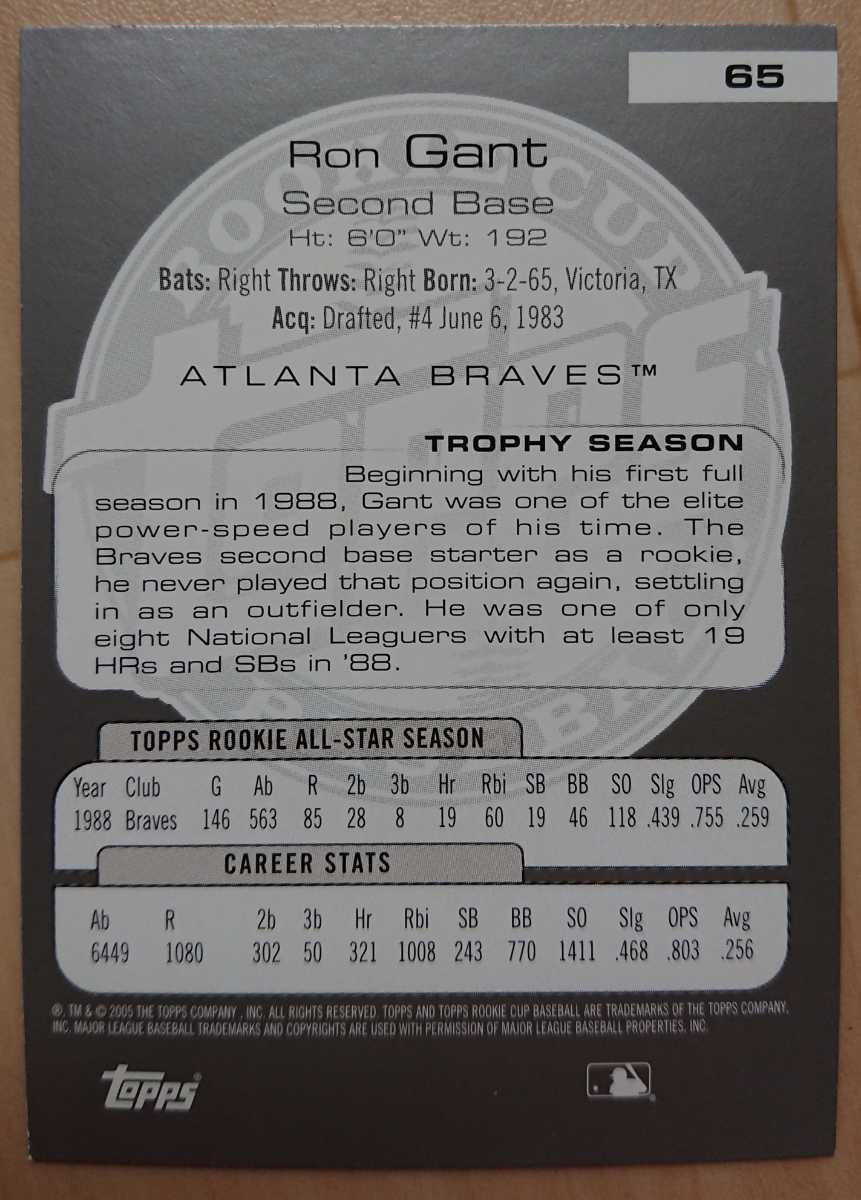 65
Ron Gant
Second Base
Ht: 6'0" Wt: 192
Bats: Right Throws: Right Born: 3-2-65, Victoria, TX
Acq: Drafted, #4 June 6, 1983
ATLANTA BRAVES™
TROPHY SEASON
Beginning with his first full
season in 1988, Gant was one of the elite
power-speed players of his time. The
Braves second base starter as a rookie,
he never played that position again, settling
in as an outfielder. He was one of only
eight National Leaguers with at least 19
HRs and SBs in '88.
TOPPS ROOKIE ALL-STAR SEASON
Year Club G Ab R 2b 3b Hr Rbi SB BB SO Slg OPS Avg
1988 Braves 146 563 85 28 8 19 60 19 46 118 .439 .755 .259
CAREER STATS
Ab R 2b 3b Hr Rbi SB BB SO Slg OPS Avg
6449 1080 302 50 321 1008 243 770 1411 .468 .803 .256
®, TM & © 2005 THE TOPPS COMPANY, INC. ALL RIGHTS RESERVED. TOPPS AND TOPPS ROOKIE CUP BASEBALL ARE TRADEMARKS OF THE TOPPS COMPANY,
INC. MAJOR LEAGUE BASEBALL TRADEMARKS AND COPYRIGHTS ARE USED WITH PERMISSION OF MAJOR LEAGUE BASEBALL PROPERTIES, INC.
topps®
ROOKIE CUP
Topps